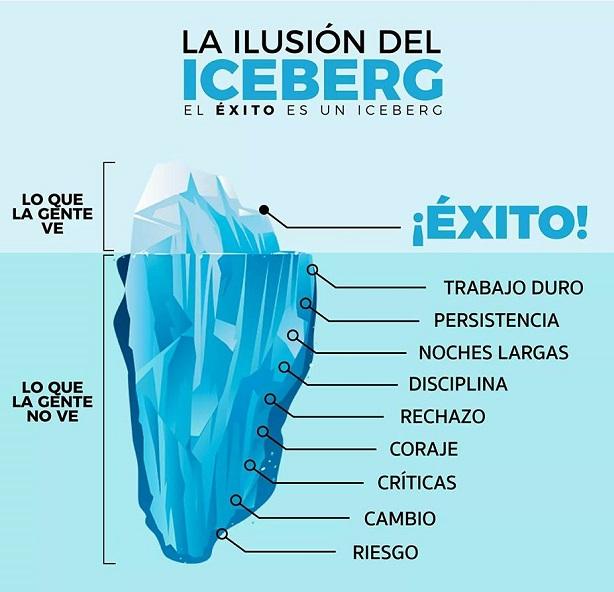 LA ILUSIÓN DEL
ICEBERG
EL ÉXITO ES UN ICEBERG
LO QUE
LA GENTE
VE
¡ÉXITO!
LO QUE
LA GENTE
NO VE
TRABAJO DURO
PERSISTENCIA
NOCHES LARGAS
DISCIPLINA
RECHAZO
CORAJE
CRÍTICAS
CAMBIO
RIESGO